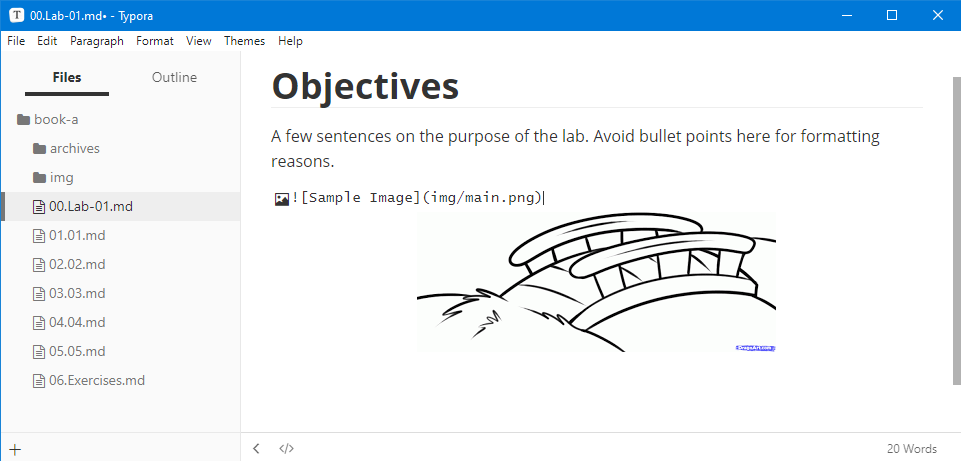 00.Lab-01.md• - Typora
File Edit Paragraph Format View Themes Help
Files Outline
book-a
archives
img
00.Lab-01.md
01.01.md
02.02.md
03.03.md
04.04.md
05.05.md
06.Exercises.md
Objectives
A few sentences on the purpose of the lab. Avoid bullet points here for formatting
reasons.
![Sample Image](img/main.png)
DragoArt.com
20 Words